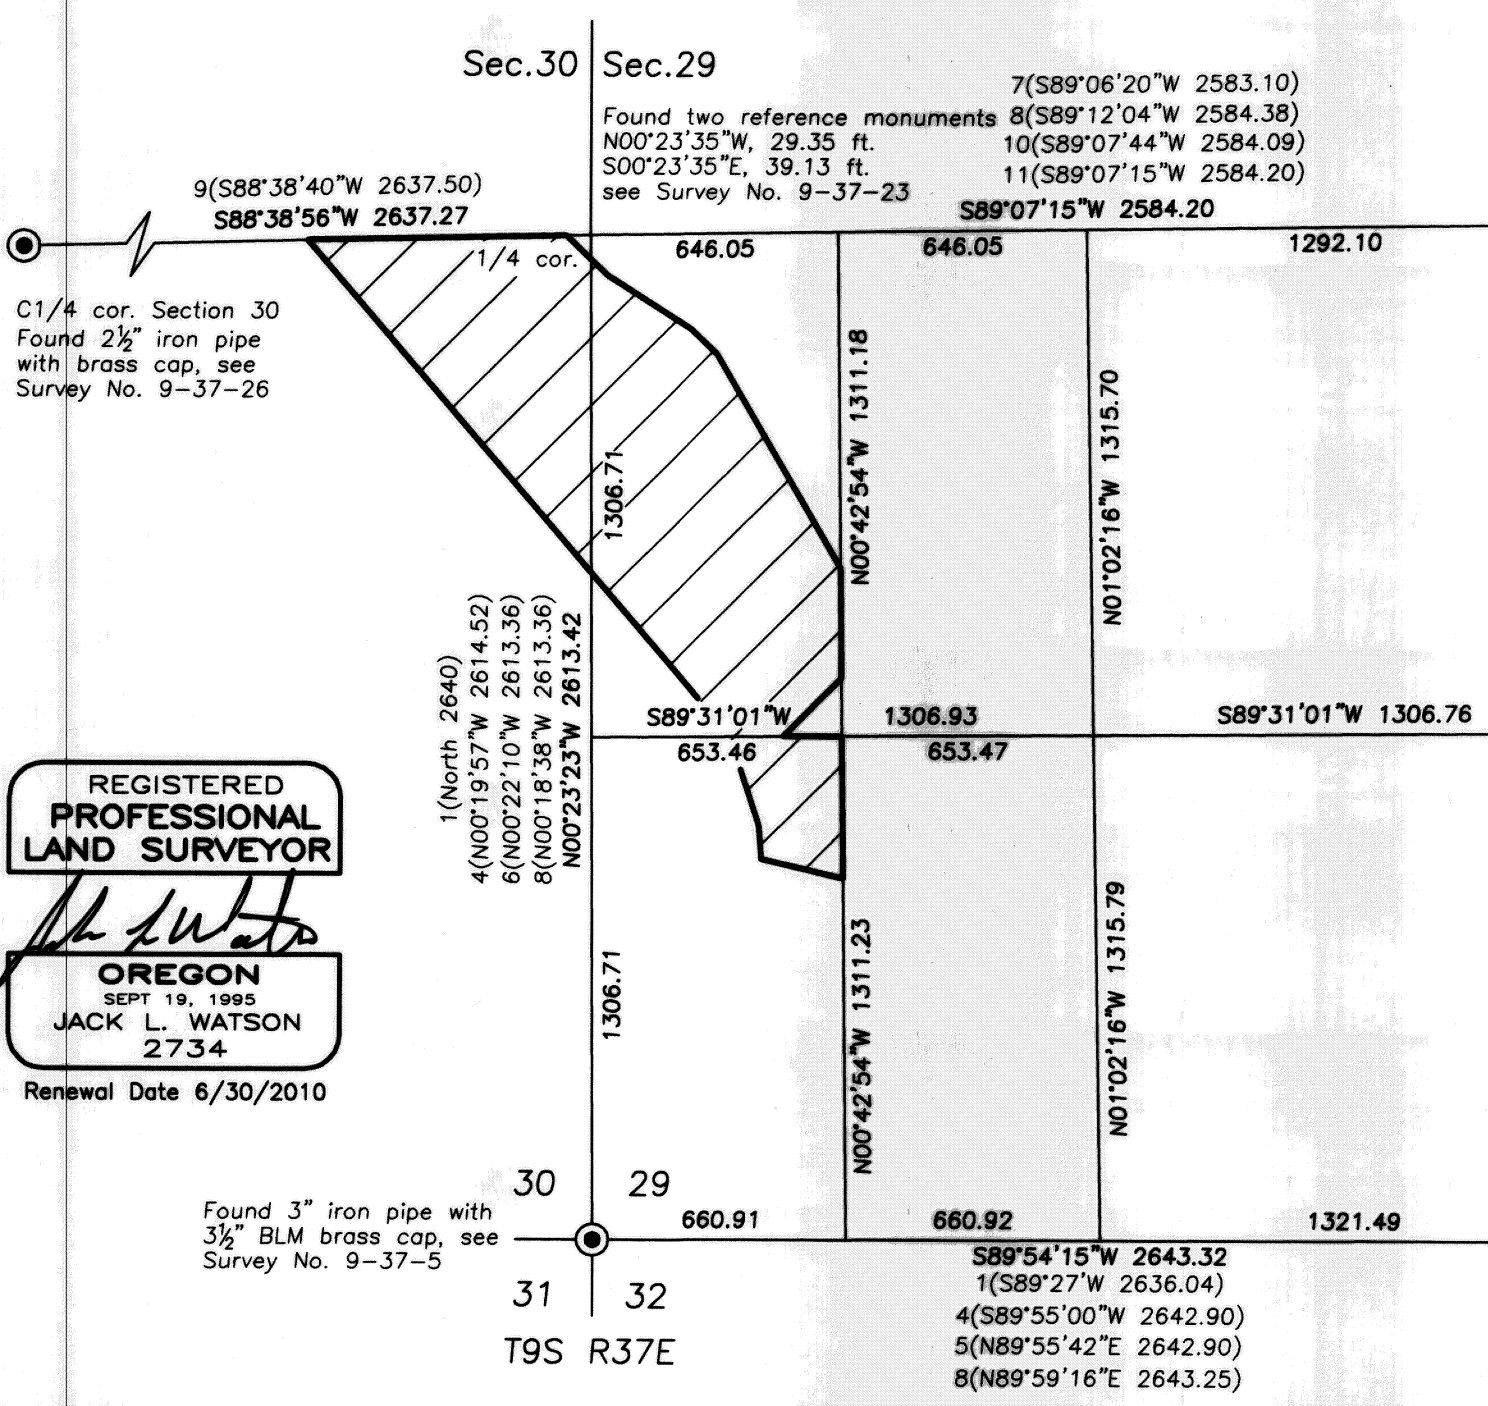 Sec.30 Sec.29
7(S89°06'20"W 2583.10)
Found two reference monuments 8(S89°12'04"W 2584.38)
N00°23'35"W, 29.35 ft. 10(S89°07'44"W 2584.09)
S00°23'35"E, 39.13 ft. 11(S89°07'15"W 2584.20)
see Survey No. 9-37-23
9(S88°38'40"W 2637.50)
S88°38'56"W 2637.27
S89°07'15"W 2584.20
646.05 646.05 1292.10
1/4 cor.
C1/4 cor. Section 30
Found 2½" iron pipe
with brass cap, see
Survey No. 9-37-26
1306.71
N00°42'54"W 1311.18
N01°02'16"W 1315.70
1(North 2640)
4(N00°19'57"W 2614.52)
6(N00°22'10"W 2613.36)
8(N00°18'38"W 2613.36)
N00°23'23"W 2613.42
S89°31'01"W 1306.93 S89°31'01"W 1306.76
653.46 653.47
REGISTERED
PROFESSIONAL
LAND SURVEYOR
OREGON
SEPT 19, 1995
JACK L. WATSON
2734
Renewal Date 6/30/2010
1306.71
N00°42'54"W 1311.23
N01°02'16"W 1315.79
30 29
Found 3" iron pipe with
3½" BLM brass cap, see
Survey No. 9-37-5
660.91 660.92 1321.49
31 32
T9S R37E
S89°54'15"W 2643.32
1(S89°27'W 2636.04)
4(S89°55'00"W 2642.90)
5(N89°55'42"E 2642.90)
8(N89°59'16"E 2643.25)